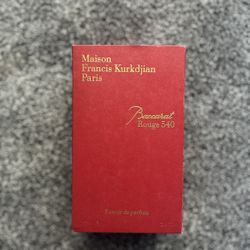 Maison
Francis Kurkdjian
Paris
Baccarat
Rouge 540
Extrait de parfum